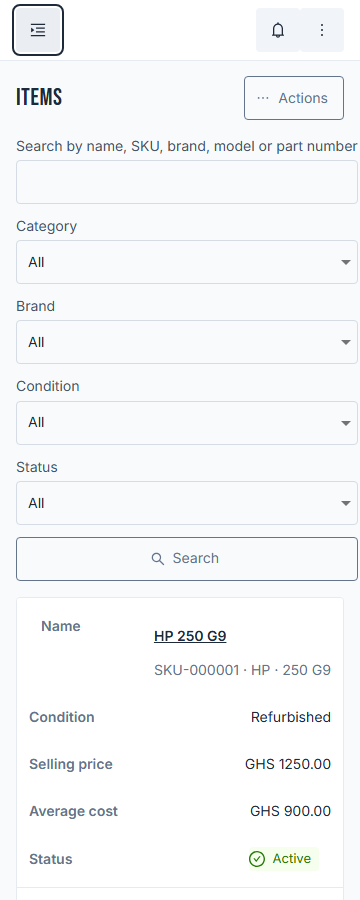 ITEMS
··· Actions
Search by name, SKU, brand, model or part number
Category
All
Brand
All
Condition
All
Status
All
Search
Name
HP 250 G9
SKU-000001 · HP · 250 G9
Condition
Refurbished
Selling price
GHS 1250.00
Average cost
GHS 900.00
Status
Active